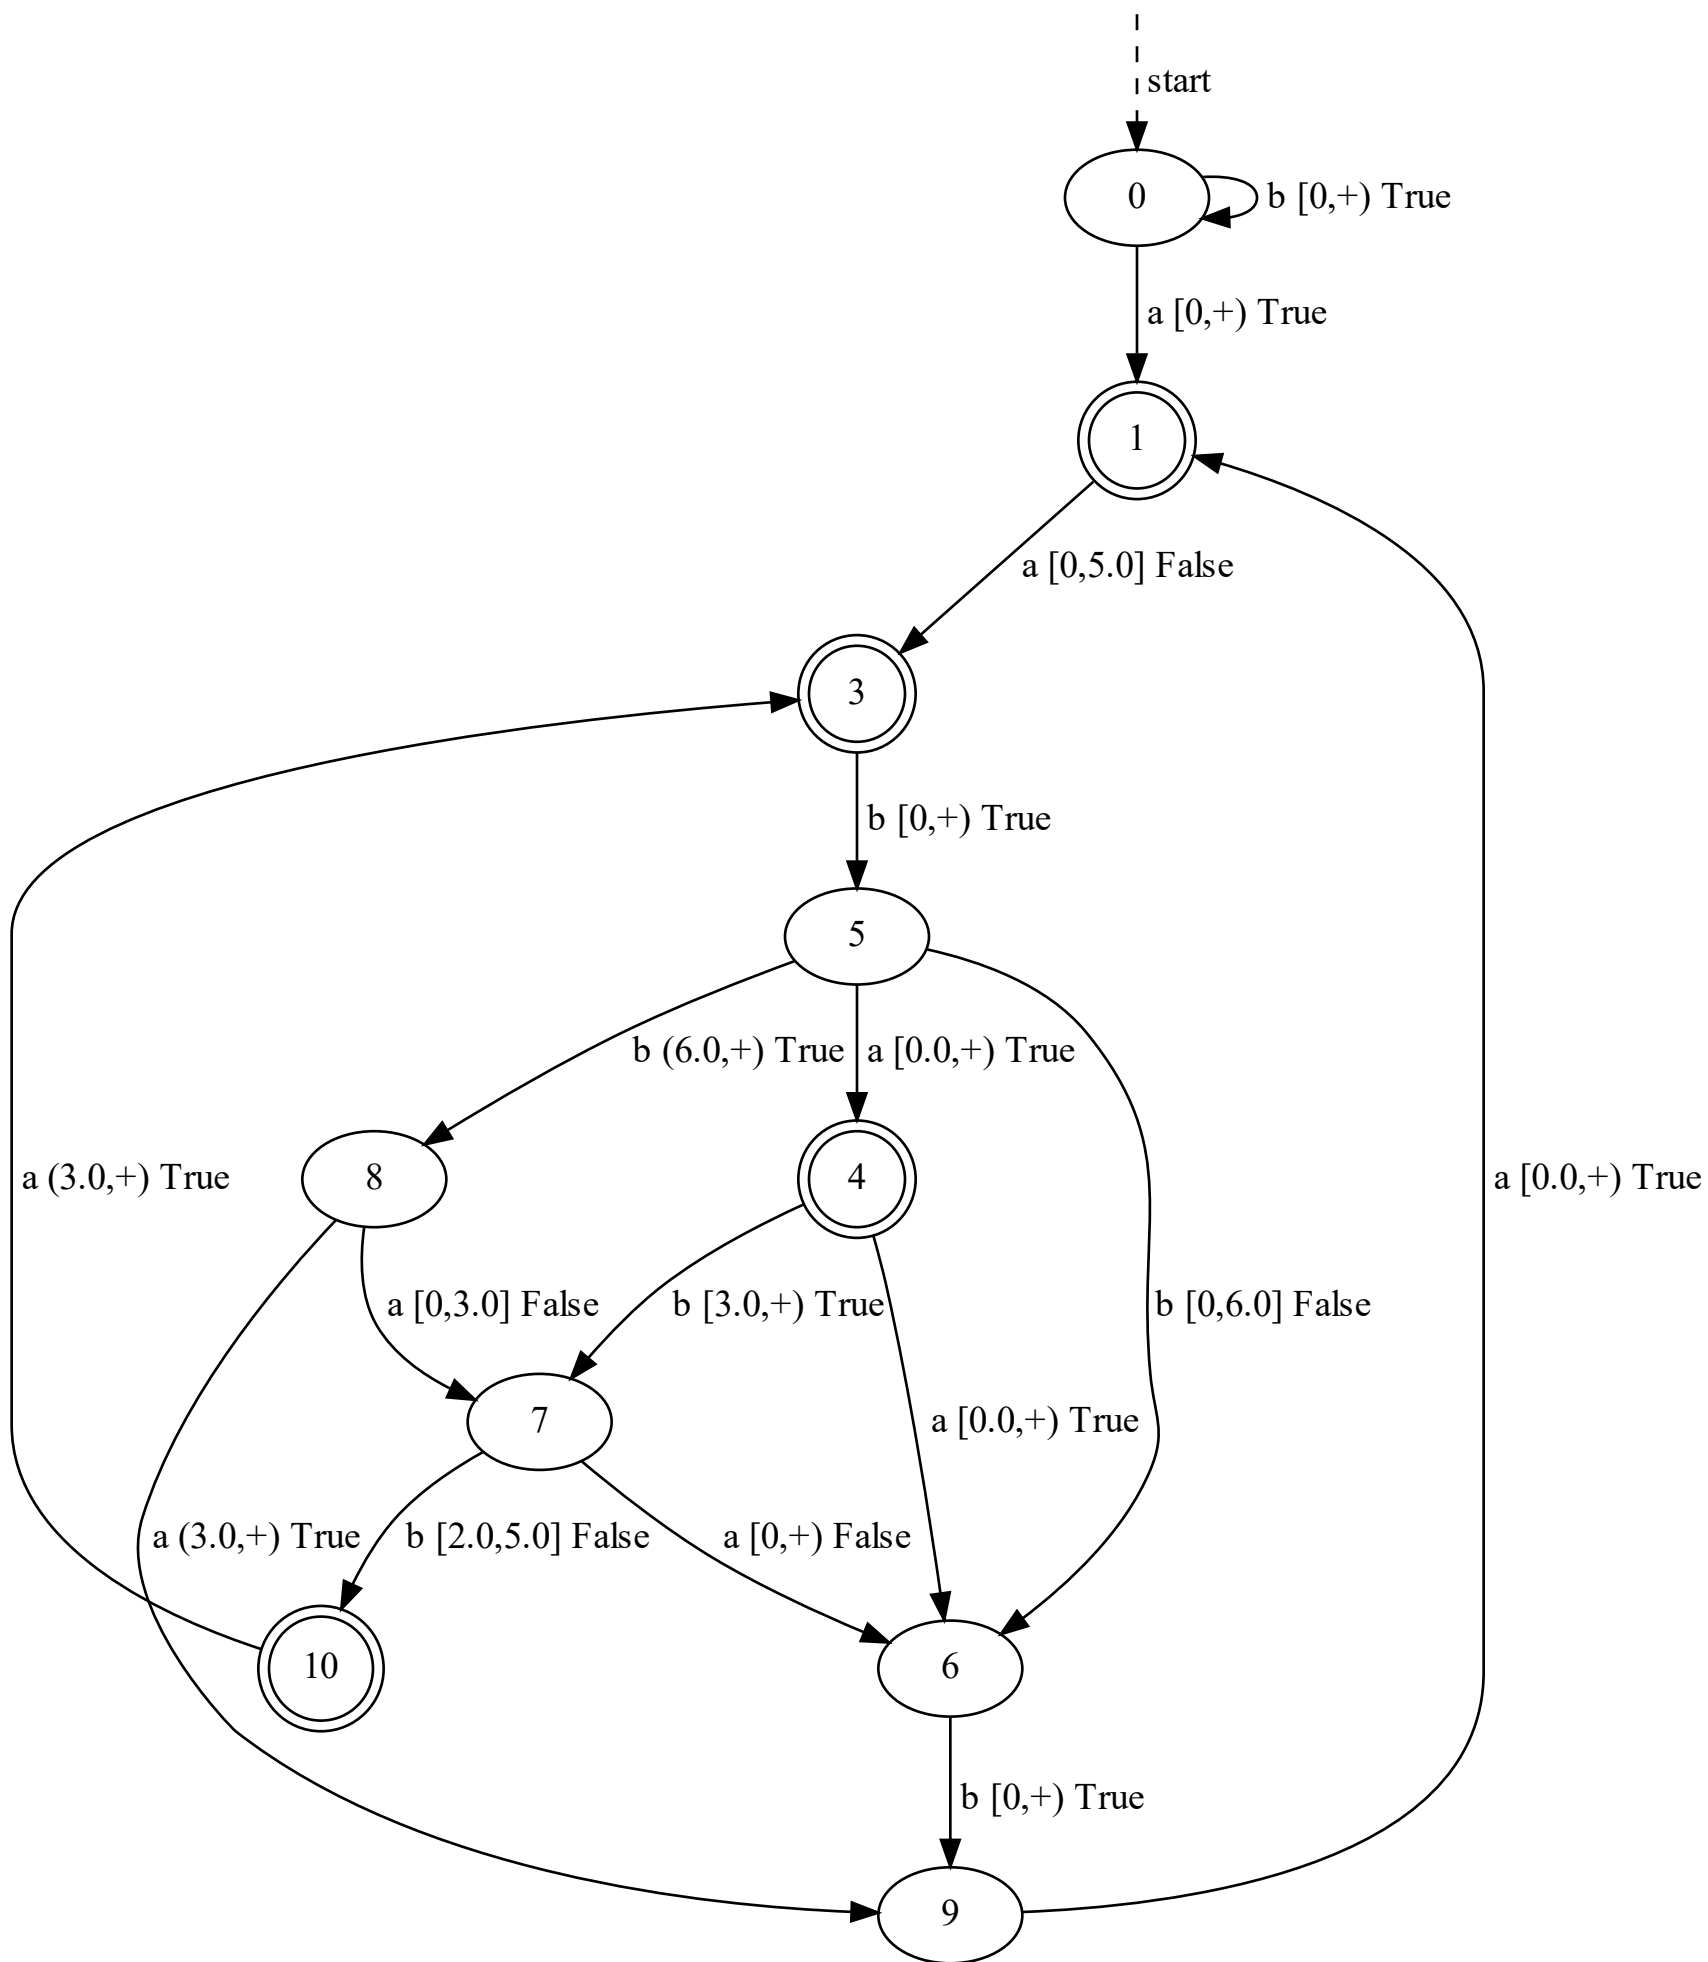 start
0
b [0,+) True
a [0,+) True
1
a [0,5.0] False
3
b [0,+) True
5
b (6.0,+) True
a [0.0,+) True
a (3.0,+) True
8
4
a [0.0,+) True
a [0,3.0] False
b [3.0,+) True
b [0,6.0] False
7
a [0.0,+) True
a (3.0,+) True
b [2.0,5.0] False
a [0,+) False
10
6
b [0,+) True
9